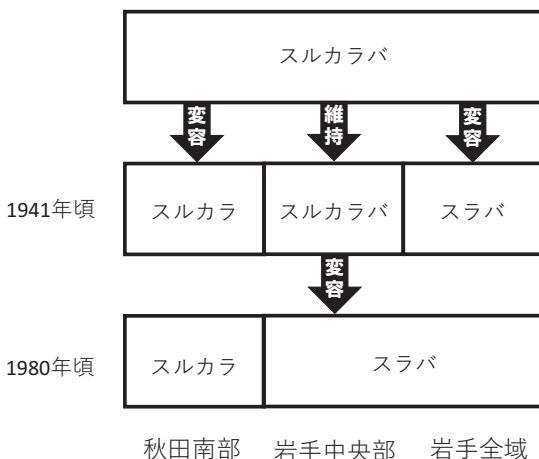 スルカラバ
変容
維持
変容
1941年頃
スルカラ
スルカラバ
スラバ
変容
1980年頃
スルカラ
スラバ
秋田南部
岩手中央部
岩手全域